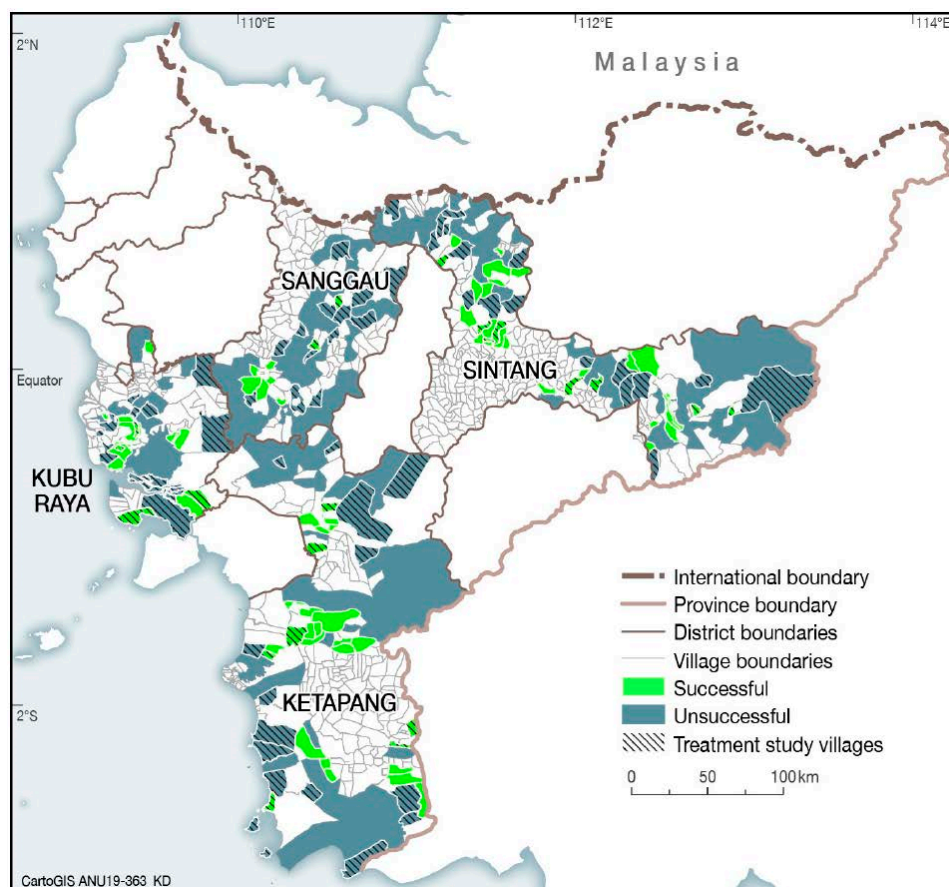 110°E
112°E
114°E
2°N
Malaysia
SANGGAU
Equator
SINTANG
KUBU
RAYA
International boundary
Province boundary
District boundaries
Village boundaries
2°S
KETAPANG
Successful
Unsuccessful
Treatment study villages
0 50 100km
CartoGIS ANU19-363 KD